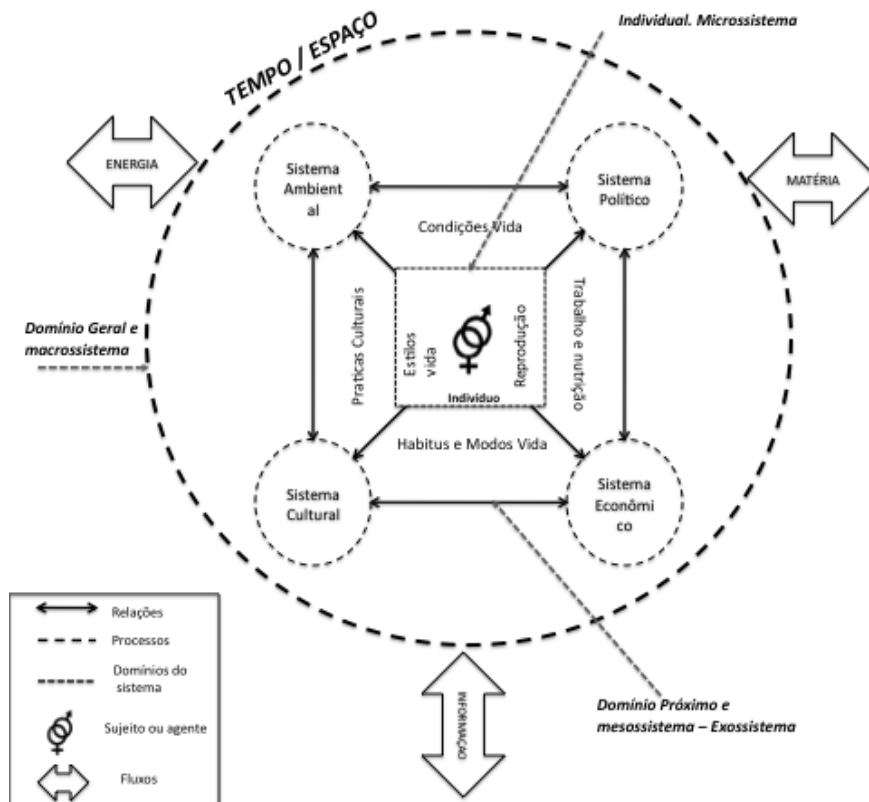 Individual. Microssistema
TEMPO / ESPAÇO
ENERGIA
MATÉRIA
Sistema
Ambient
al
Sistema
Político
Condições Vida
Domínio Geral e
macrossistema
Praticas Culturais
Estilos
vida
Reprodução
Trabalho e nutrição
Indivíduo
Habitus e Modos Vida
Sistema
Cultural
Sistema
Econômi
co
Relações
Processos
Domínios do
sistema
Sujeito ou agente
Fluxos
INFORMAÇAO
Domínio Próximo e
mesossistema – Exossistema